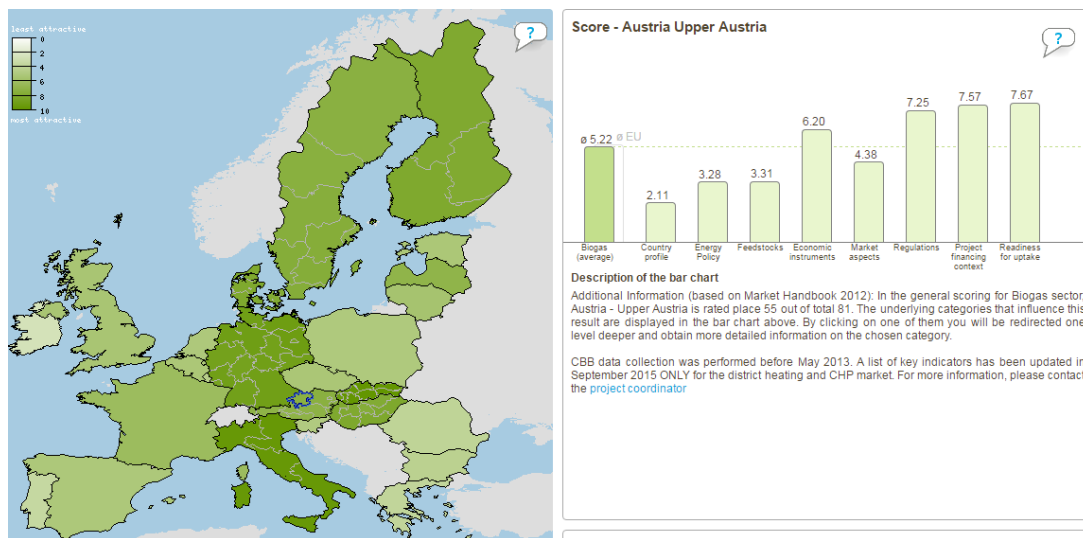 least attractive
0
2
4
6
8
10
most attractive
?
Score - Austria Upper Austria
?
ø 5.22
ø EU
2.11
3.28
3.31
6.20
4.38
7.25
7.57
7.67
Biogas
(average)
Country
profile
Energy
Policy
Feedstocks
Economic
instruments
Market
aspects
Regulations
Project
financing
context
Readiness
for uptake
Description of the bar chart
Additional Information (based on Market Handbook 2012): In the general scoring for Biogas sector,
Austria - Upper Austria is rated place 55 out of total 81. The underlying categories that influence this
result are displayed in the bar chart above. By clicking on one of them you will be redirected one
level deeper and obtain more detailed information on the chosen category.
CBB data collection was performed before May 2013. A list of key indicators has been updated in
September 2015 ONLY for the district heating and CHP market. For more information, please contact
the project coordinator